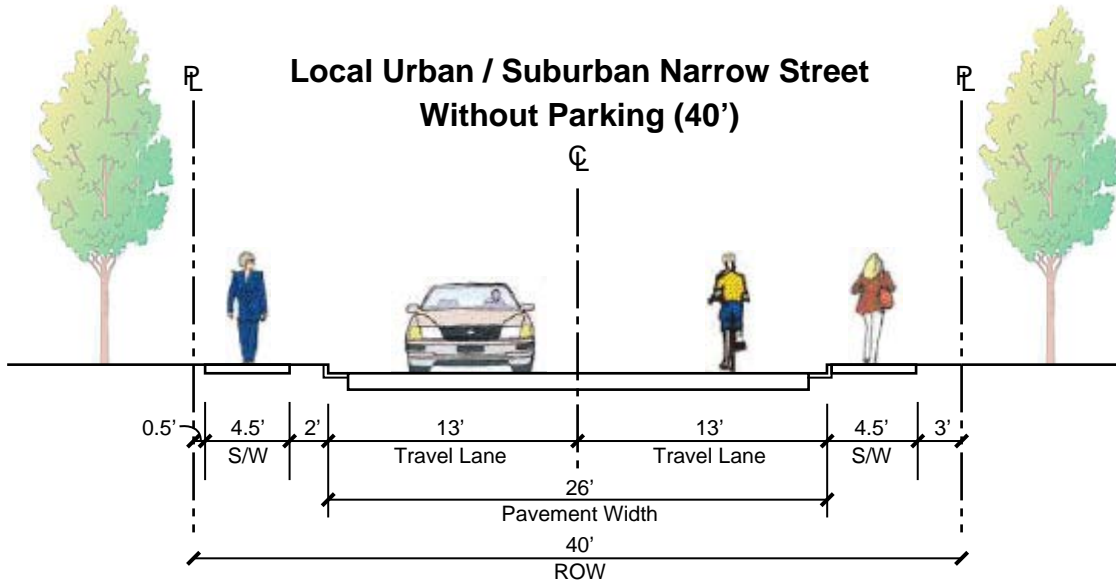 Local Urban / Suburban Narrow Street
Without Parking (40’)
PL
PL
CL
0.5’ 4.5’ 2’ 13’ 13’ 4.5’ 3’
S/W Travel Lane Travel Lane S/W
26’
Pavement Width
40’
ROW